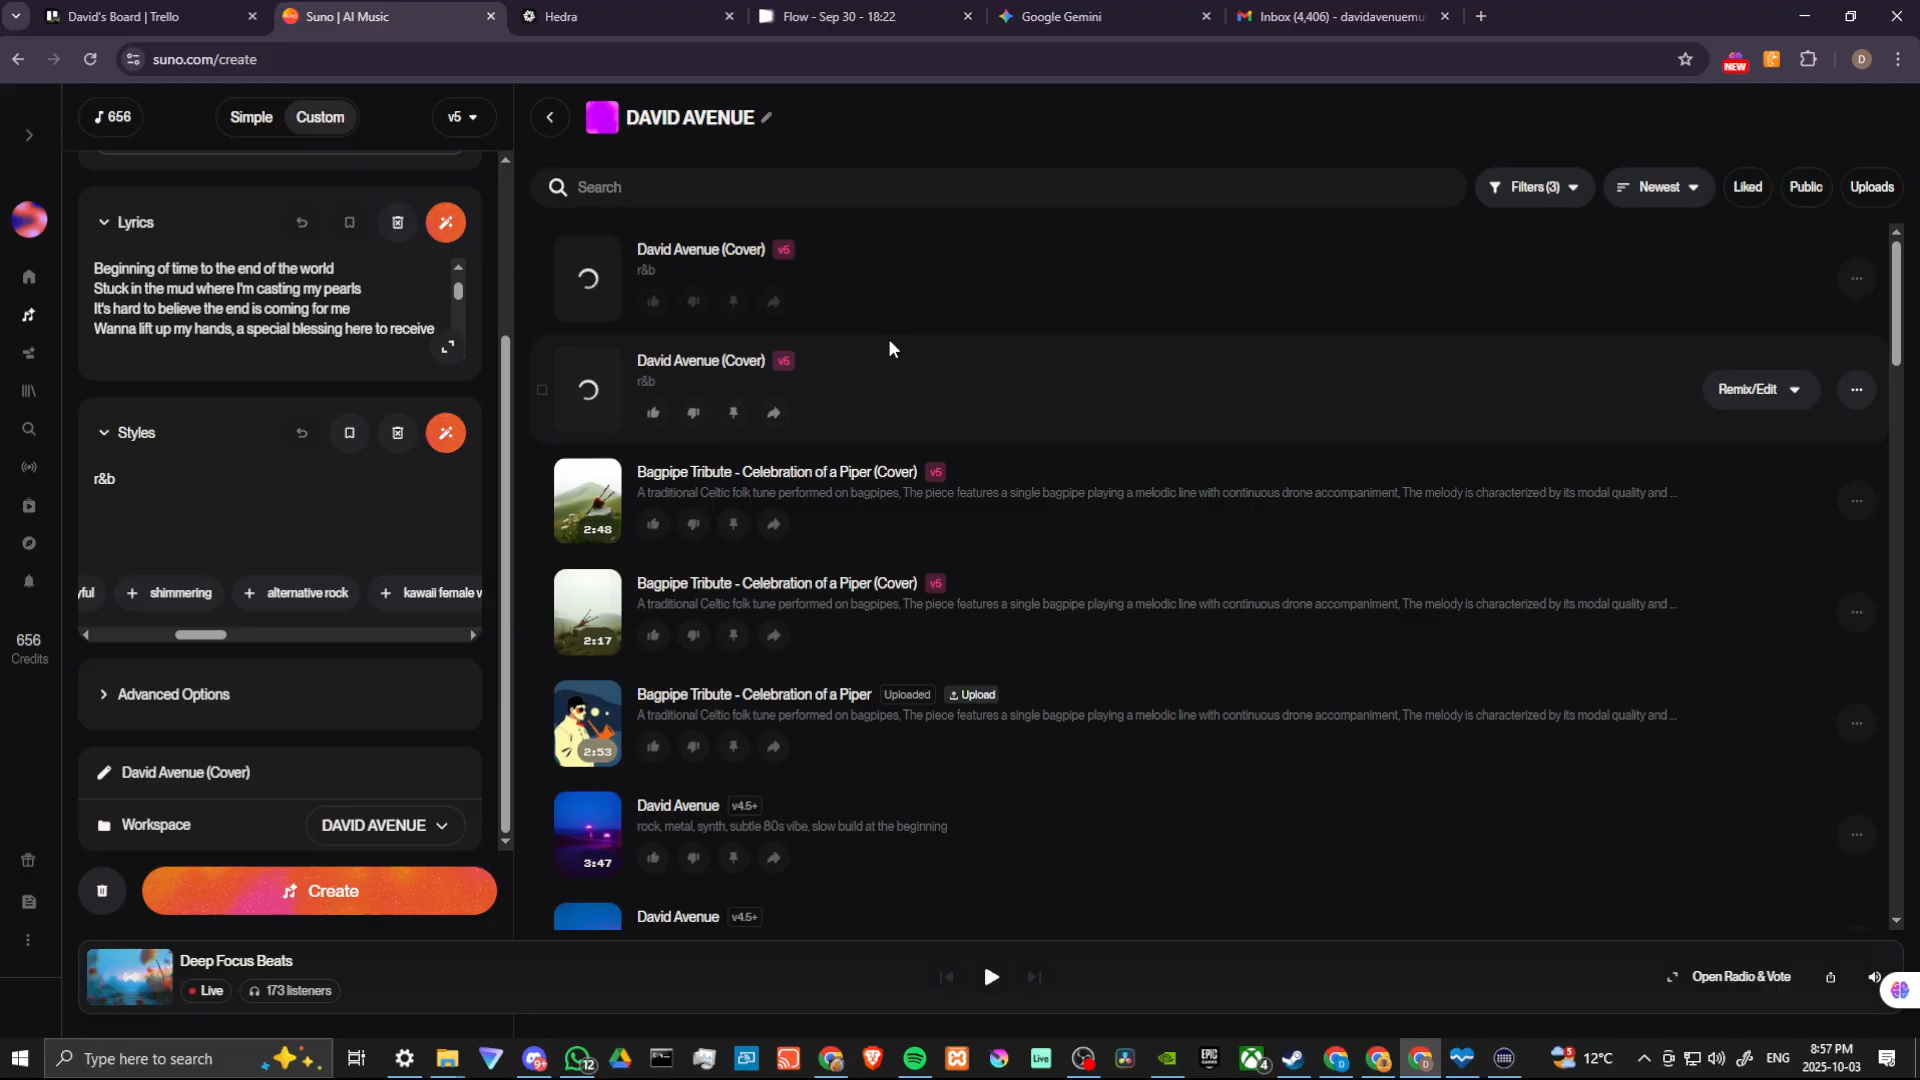 David's Board | Trello
Suno | AI Music
Hedra
Flow - Sep 30 - 18:22
Google Gemini
Inbox (4,406) - davidavenuemu
suno.com/create
NEW
D
656
Simple
Custom
v5
DAVID AVENUE
Search
Filters (3)
Newest
Liked
Public
Uploads
Lyrics
Beginning of time to the end of the world
Stuck in the mud where I'm casting my pearls
It's hard to believe the end is coming for me
Wanna lift up my hands, a special blessing here to receive
Styles
r&b
yful
+ shimmering
+ alternative rock
+ kawaii female v
656
Credits
Advanced Options
David Avenue (Cover)
Workspace
DAVID AVENUE
Create
David Avenue (Cover) v5
r&b
David Avenue (Cover) v5
r&b
Remix/Edit
Bagpipe Tribute - Celebration of a Piper (Cover) v5
A traditional Celtic folk tune performed on bagpipes, The piece features a single bagpipe playing a melodic line with continuous drone accompaniment, The melody is characterized by its modal quality and ...
2:48
Bagpipe Tribute - Celebration of a Piper (Cover) v5
A traditional Celtic folk tune performed on bagpipes, The piece features a single bagpipe playing a melodic line with continuous drone accompaniment, The melody is characterized by its modal quality and ...
2:17
Bagpipe Tribute - Celebration of a Piper Uploaded Upload
A traditional Celtic folk tune performed on bagpipes, The piece features a single bagpipe playing a melodic line with continuous drone accompaniment, The melody is characterized by its modal quality and ...
2:53
David Avenue v4.5+
rock, metal, synth, subtle 80s vibe, slow build at the beginning
3:47
David Avenue v4.5+
Deep Focus Beats
Live
173 listeners
Open Radio & Vote
Type here to search
12
Live
EPIC GAMES
4
5
12°C
ENG
8:57 PM
2025-10-03